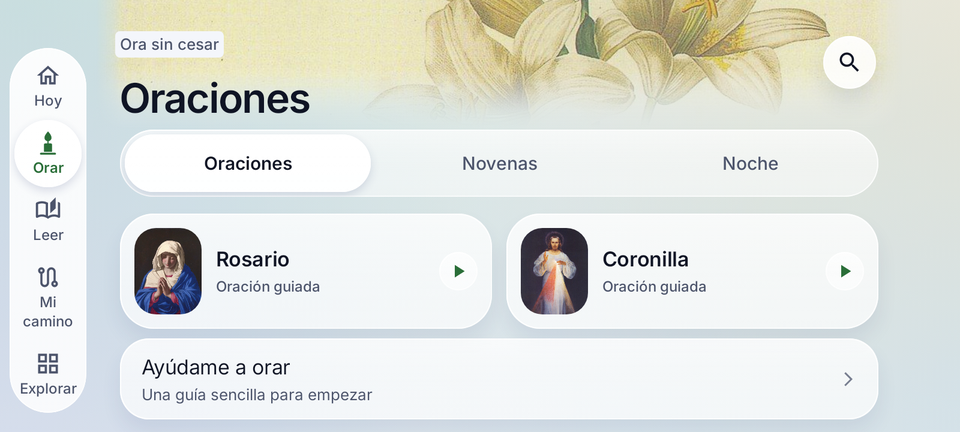 Ora sin cesar
Oraciones
Hoy
Orar
Leer
Mi
camino
Explorar
Oraciones
Novenas
Noche
Rosario
Oración guiada
Coronilla
Oración guiada
Ayúdame a orar
Una guía sencilla para empezar